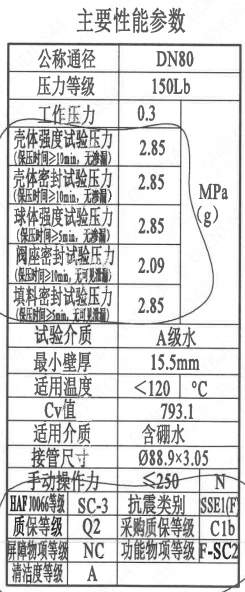 主要性能参数
公称通径 DN80
压力等级 150Lb
工作压力 0.3
壳体强度试验压力 2.85
(保压时间≥10min, 无渗漏)
壳体密封试验压力 2.85
(保压时间≥10min, 无渗漏)
MPa
(g)
球体强度试验压力 2.85
(保压时间≥5min, 无渗漏)
阀座密封试验压力 2.09
(保压时间≥10min, 无可见泄漏)
填料密封试验压力 2.85
(保压时间≥5min, 无可见泄漏)
试验介质 A级水
最小壁厚 15.5mm
适用温度 <120 °C
Cv值 793.1
适用介质 含硼水
接管尺寸 Ø88.9×3.05
手动操作力 ≤250 N
HAF J0066等级 SC-3 抗震类别 SSE1(F)
质保等级 Q2 采购质保等级 C1b
屏障物项等级 NC 功能物项等级 F-SC2
清洁度等级 A